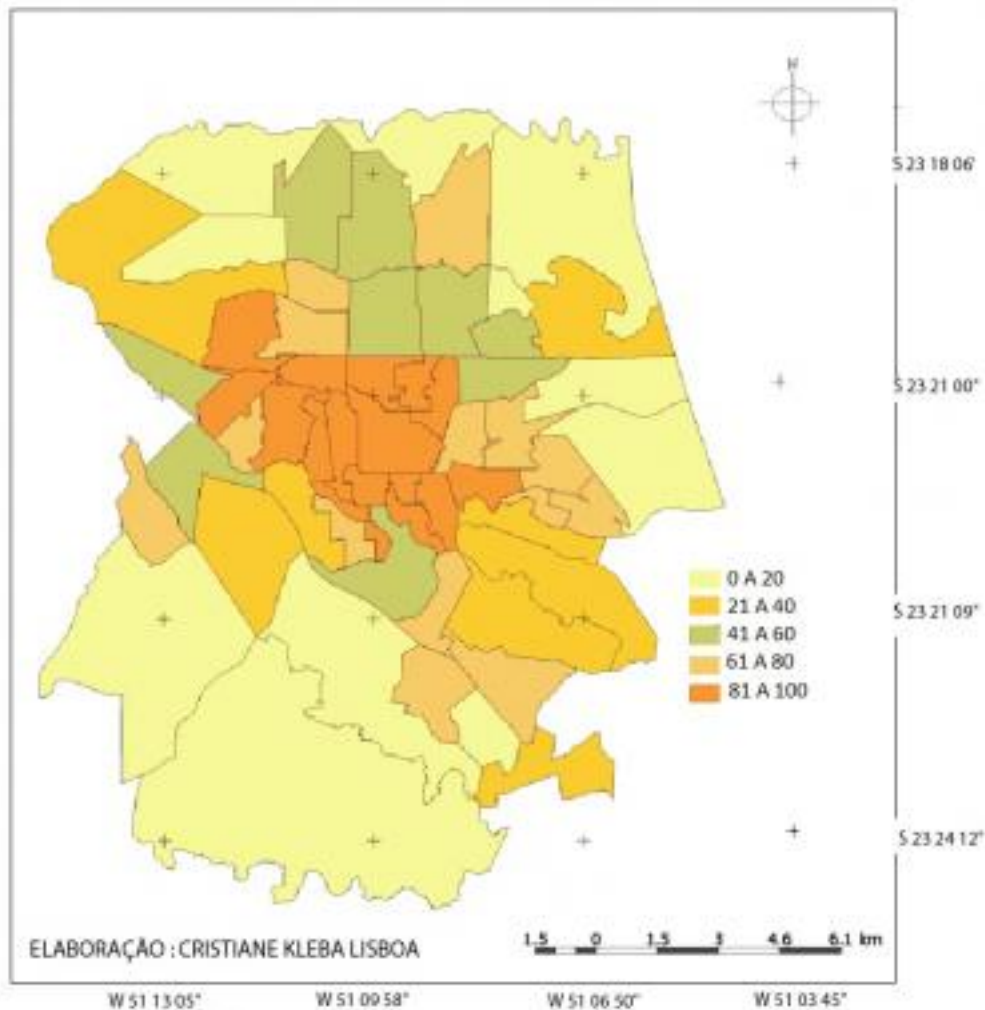 N
S 23 18 06'
S 23 21 00"
0 A 20
21 A 40
41 A 60
61 A 80
81 A 100
S 23 21 09"
S 23 24 12"
ELABORAÇÃO : CRISTIANE KLEBA LISBOA
1.5 0 1.5 3 4.6 6.1 km
W 51 13 05" W 51 09 58" W 51 06 50" W 51 03 45"